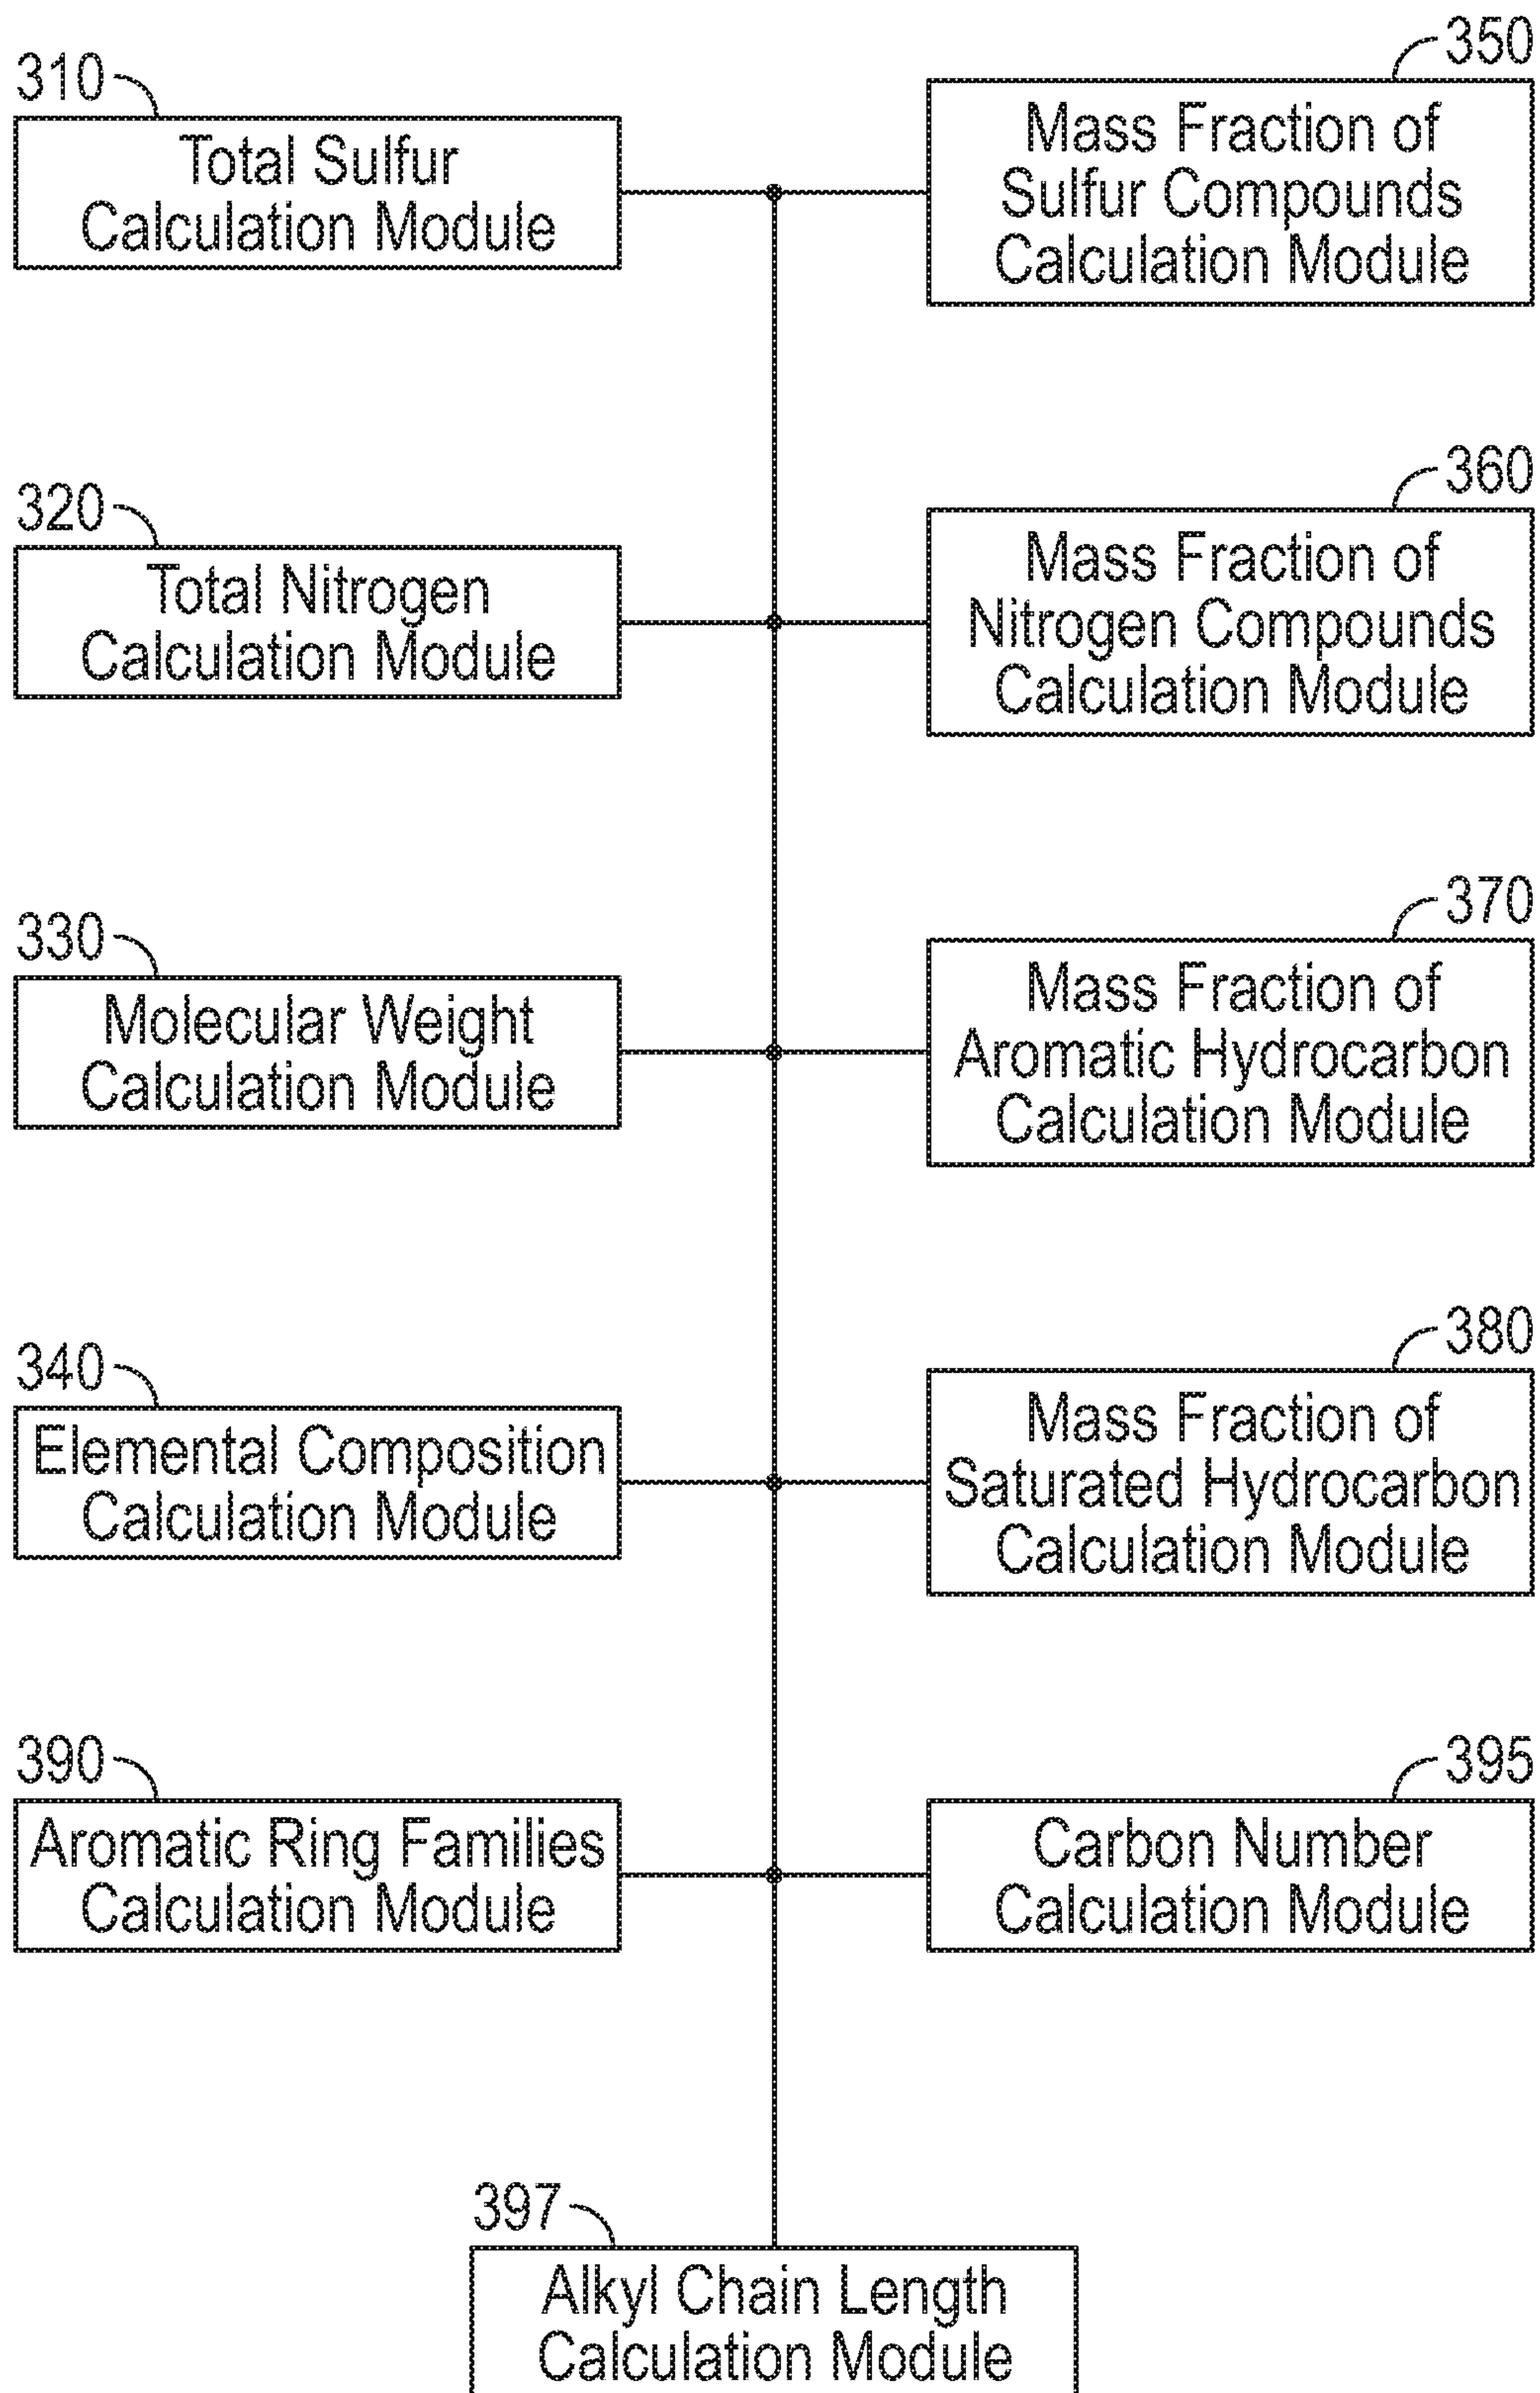 310
Total Sulfur
Calculation Module
350
Mass Fraction of
Sulfur Compounds
Calculation Module
320
Total Nitrogen
Calculation Module
360
Mass Fraction of
Nitrogen Compounds
Calculation Module
330
Molecular Weight
Calculation Module
370
Mass Fraction of
Aromatic Hydrocarbon
Calculation Module
340
Elemental Composition
Calculation Module
380
Mass Fraction of
Saturated Hydrocarbon
Calculation Module
390
Aromatic Ring Families
Calculation Module
395
Carbon Number
Calculation Module
397
Alkyl Chain Length
Calculation Module